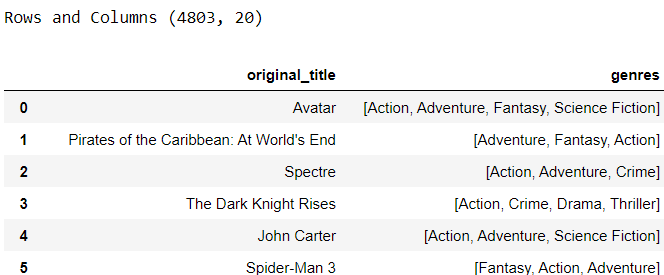 Rows and Columns (4803, 20)
original_title genres
0 Avatar [Action, Adventure, Fantasy, Science Fiction]
1 Pirates of the Caribbean: At World's End [Adventure, Fantasy, Action]
2 Spectre [Action, Adventure, Crime]
3 The Dark Knight Rises [Action, Crime, Drama, Thriller]
4 John Carter [Action, Adventure, Science Fiction]
5 Spider-Man 3 [Fantasy, Action, Adventure]